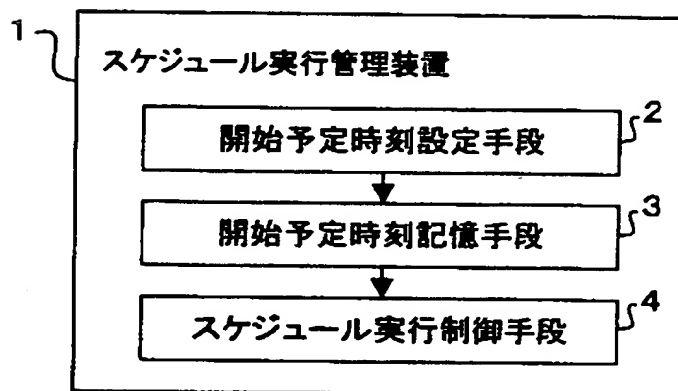 1
スケジュール実行管理装置
開始予定時刻設定手段
2
開始予定時刻記憶手段
3
スケジュール実行制御手段
4